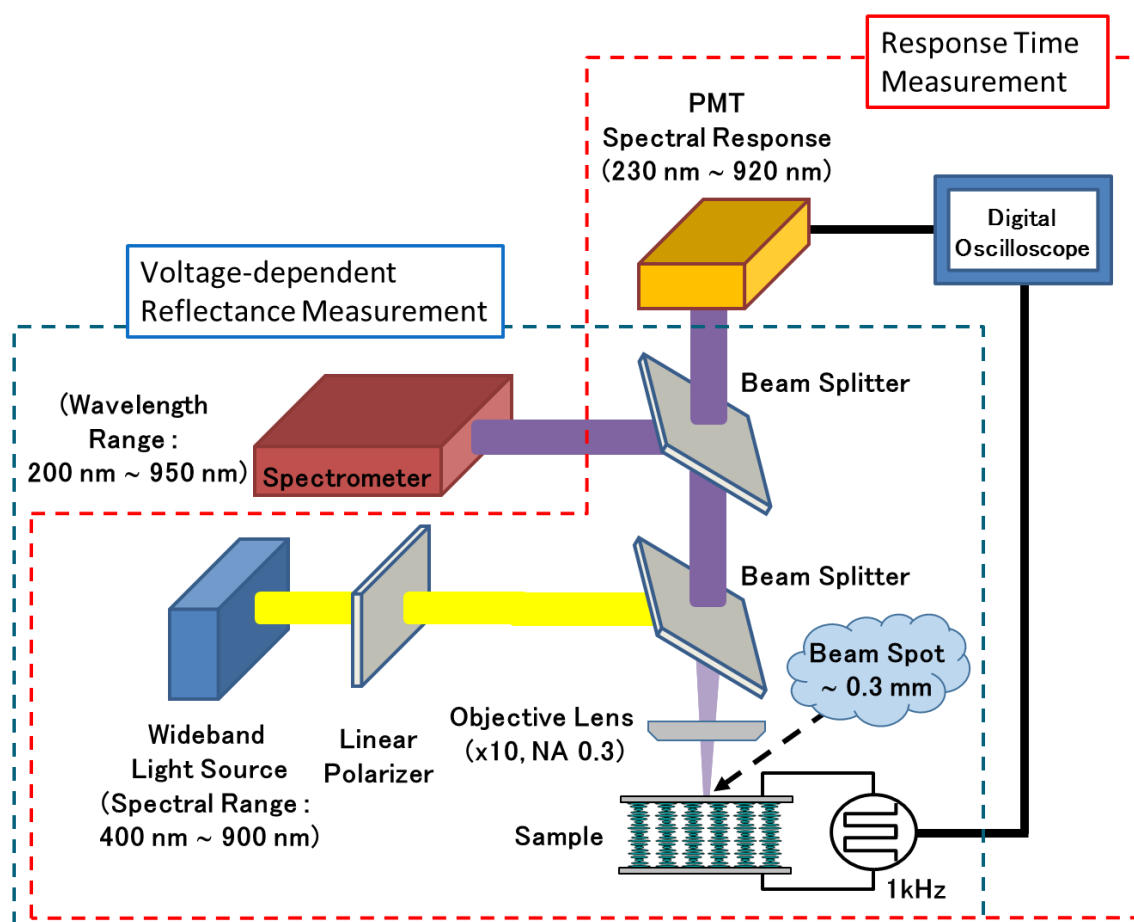 Response Time
Measurement
PMT
Spectral Response
(230 nm ~ 920 nm)
Digital
Oscilloscope
Voltage-dependent
Reflectance Measurement
Beam Splitter
(Wavelength
Range :
200 nm ~ 950 nm)
Spectrometer
Beam Splitter
Beam Spot
~ 0.3 mm
Objective Lens
(x10, NA 0.3)
Wideband
Light Source
(Spectral Range :
400 nm ~ 900 nm)
Linear
Polarizer
Sample
1kHz